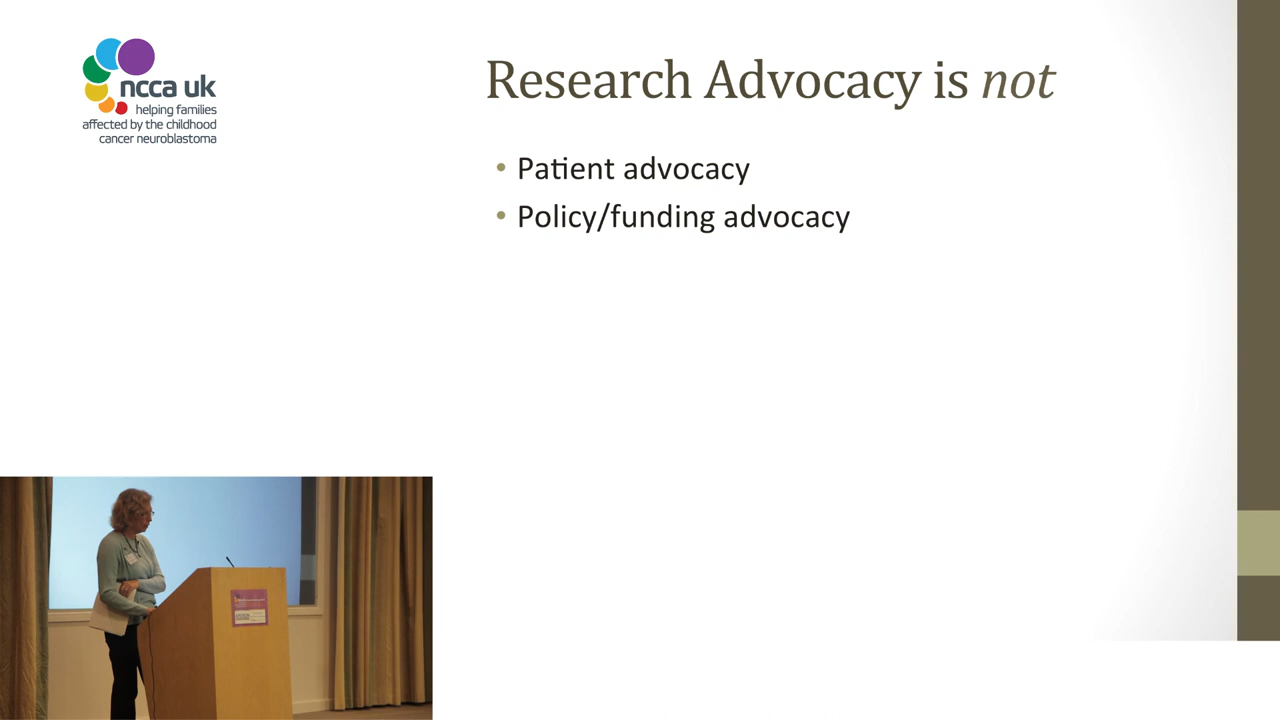 ncca uk
helping families
affected by the childhood
cancer neuroblastoma
Research Advocacy is not
• Patient advocacy
• Policy/funding advocacy